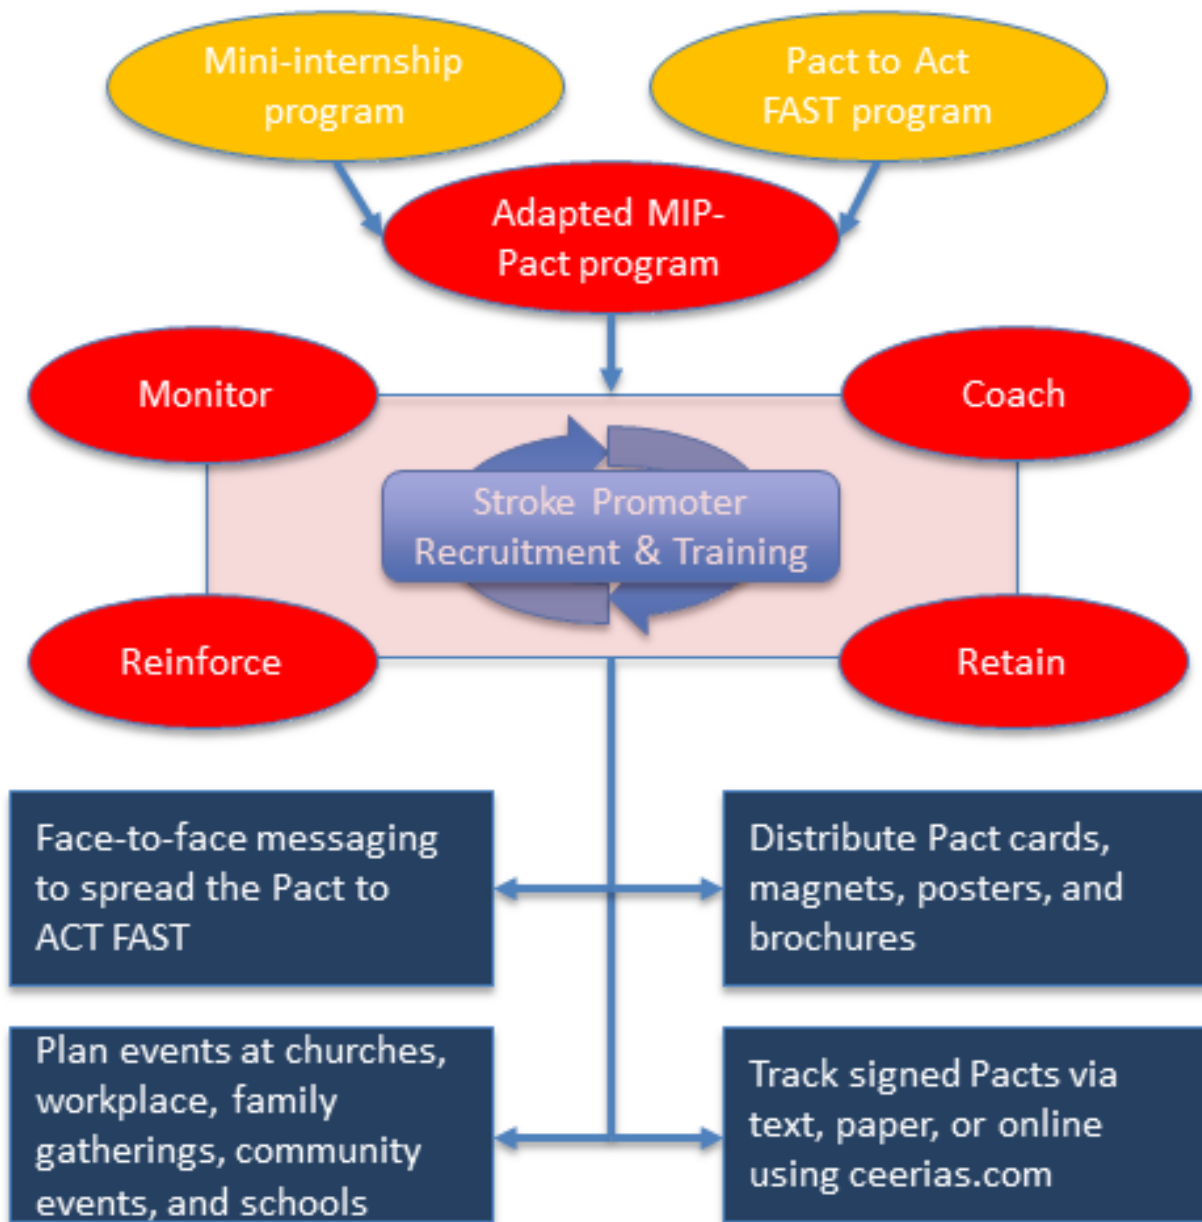 Mini-internship
program
Pact to Act
FAST program
Adapted MIP-
Pact program
Monitor
Coach
Stroke Promoter
Recruitment & Training
Reinforce
Retain
Face-to-face messaging
to spread the Pact to
ACT FAST
Distribute Pact cards,
magnets, posters, and
brochures
Plan events at churches,
workplace, family
gatherings, community
events, and schools
Track signed Pacts via
text, paper, or online
using ceerias.com